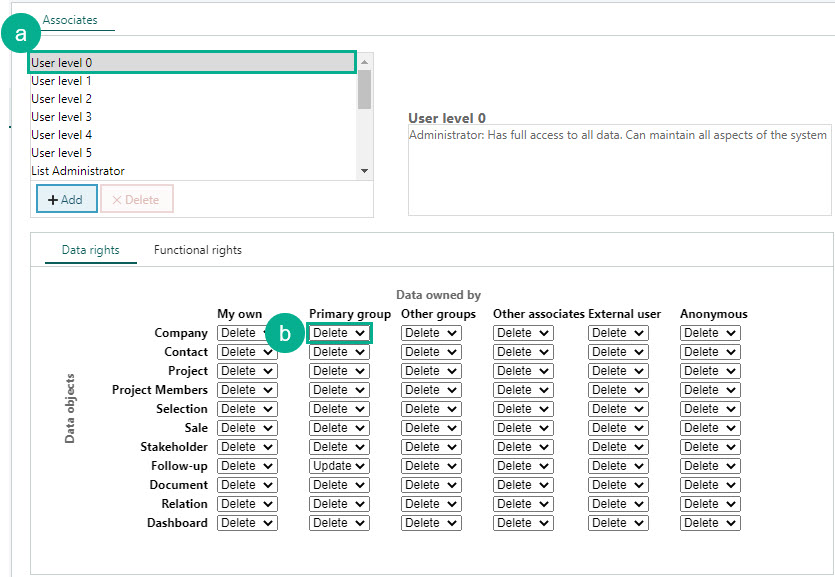 Associates
a
User level 0
User level 1
User level 2
User level 3
User level 4
User level 5
List Administrator
+ Add × Delete
User level 0
Administrator: Has full access to all data. Can maintain all aspects of the system
Data rights Functional rights
Data owned by
My own Primary group Other groups Other associates External user Anonymous
Data objects
Company Delete b Delete Delete Delete Delete Delete
Contact Delete Delete Delete Delete Delete Delete
Project Delete Delete Delete Delete Delete Delete
Project Members Delete Delete Delete Delete Delete Delete
Selection Delete Delete Delete Delete Delete Delete
Sale Delete Delete Delete Delete Delete Delete
Stakeholder Delete Delete Delete Delete Delete Delete
Follow-up Delete Update Delete Delete Delete Delete
Document Delete Delete Delete Delete Delete Delete
Relation Delete Delete Delete Delete Delete Delete
Dashboard Delete Delete Delete Delete Delete Delete